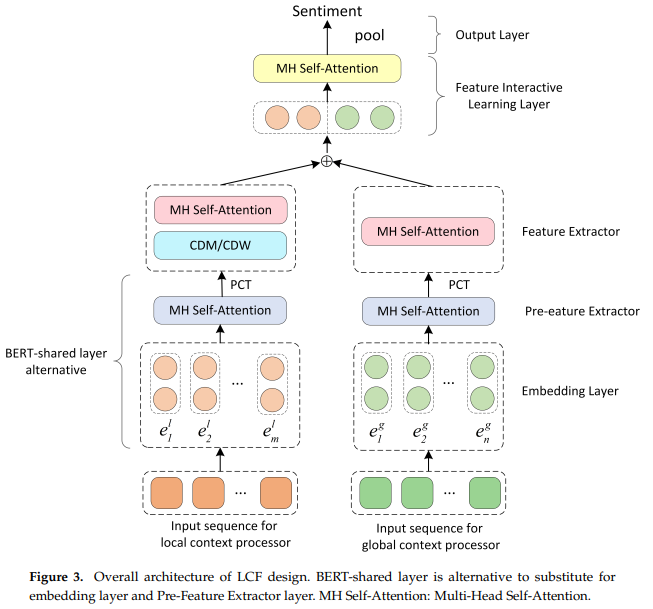 Sentiment
pool
Output Layer
MH Self-Attention
Feature Interactive
Learning Layer
⊕
MH Self-Attention
CDM/CDW
MH Self-Attention
Feature Extractor
PCT
PCT
MH Self-Attention
MH Self-Attention
Pre-eature Extractor
BERT-shared layer
alternative
...
...
Embedding Layer
e^l_1 e^l_2 e^l_m
e^g_1 e^g_2 e^g_n
...
...
Input sequence for
local context processor
Input sequence for
global context processor
Figure 3. Overall architecture of LCF design. BERT-shared layer is alternative to substitute for
embedding layer and Pre-Feature Extractor layer. MH Self-Attention: Multi-Head Self-Attention.